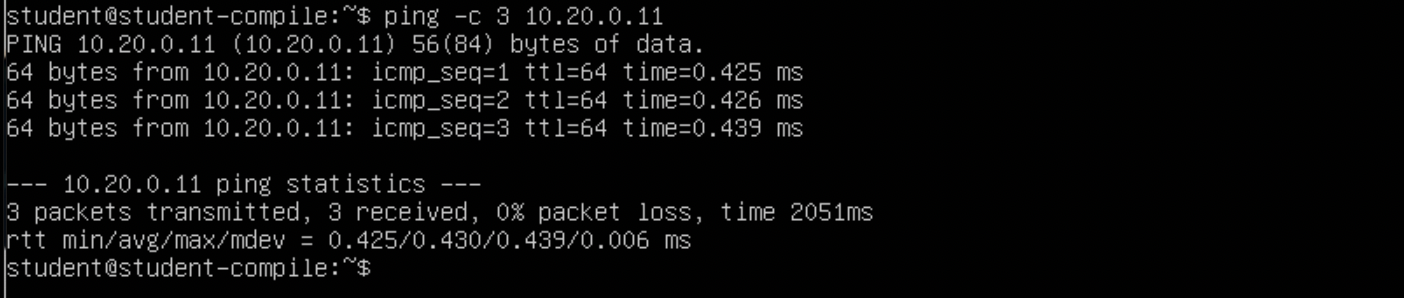 student@student-compile:~$ ping -c 3 10.20.0.11
PING 10.20.0.11 (10.20.0.11) 56(84) bytes of data.
64 bytes from 10.20.0.11: icmp_seq=1 ttl=64 time=0.425 ms
64 bytes from 10.20.0.11: icmp_seq=2 ttl=64 time=0.426 ms
64 bytes from 10.20.0.11: icmp_seq=3 ttl=64 time=0.439 ms

--- 10.20.0.11 ping statistics ---
3 packets transmitted, 3 received, 0% packet loss, time 2051ms
rtt min/avg/max/mdev = 0.425/0.430/0.439/0.006 ms
student@student-compile:~$